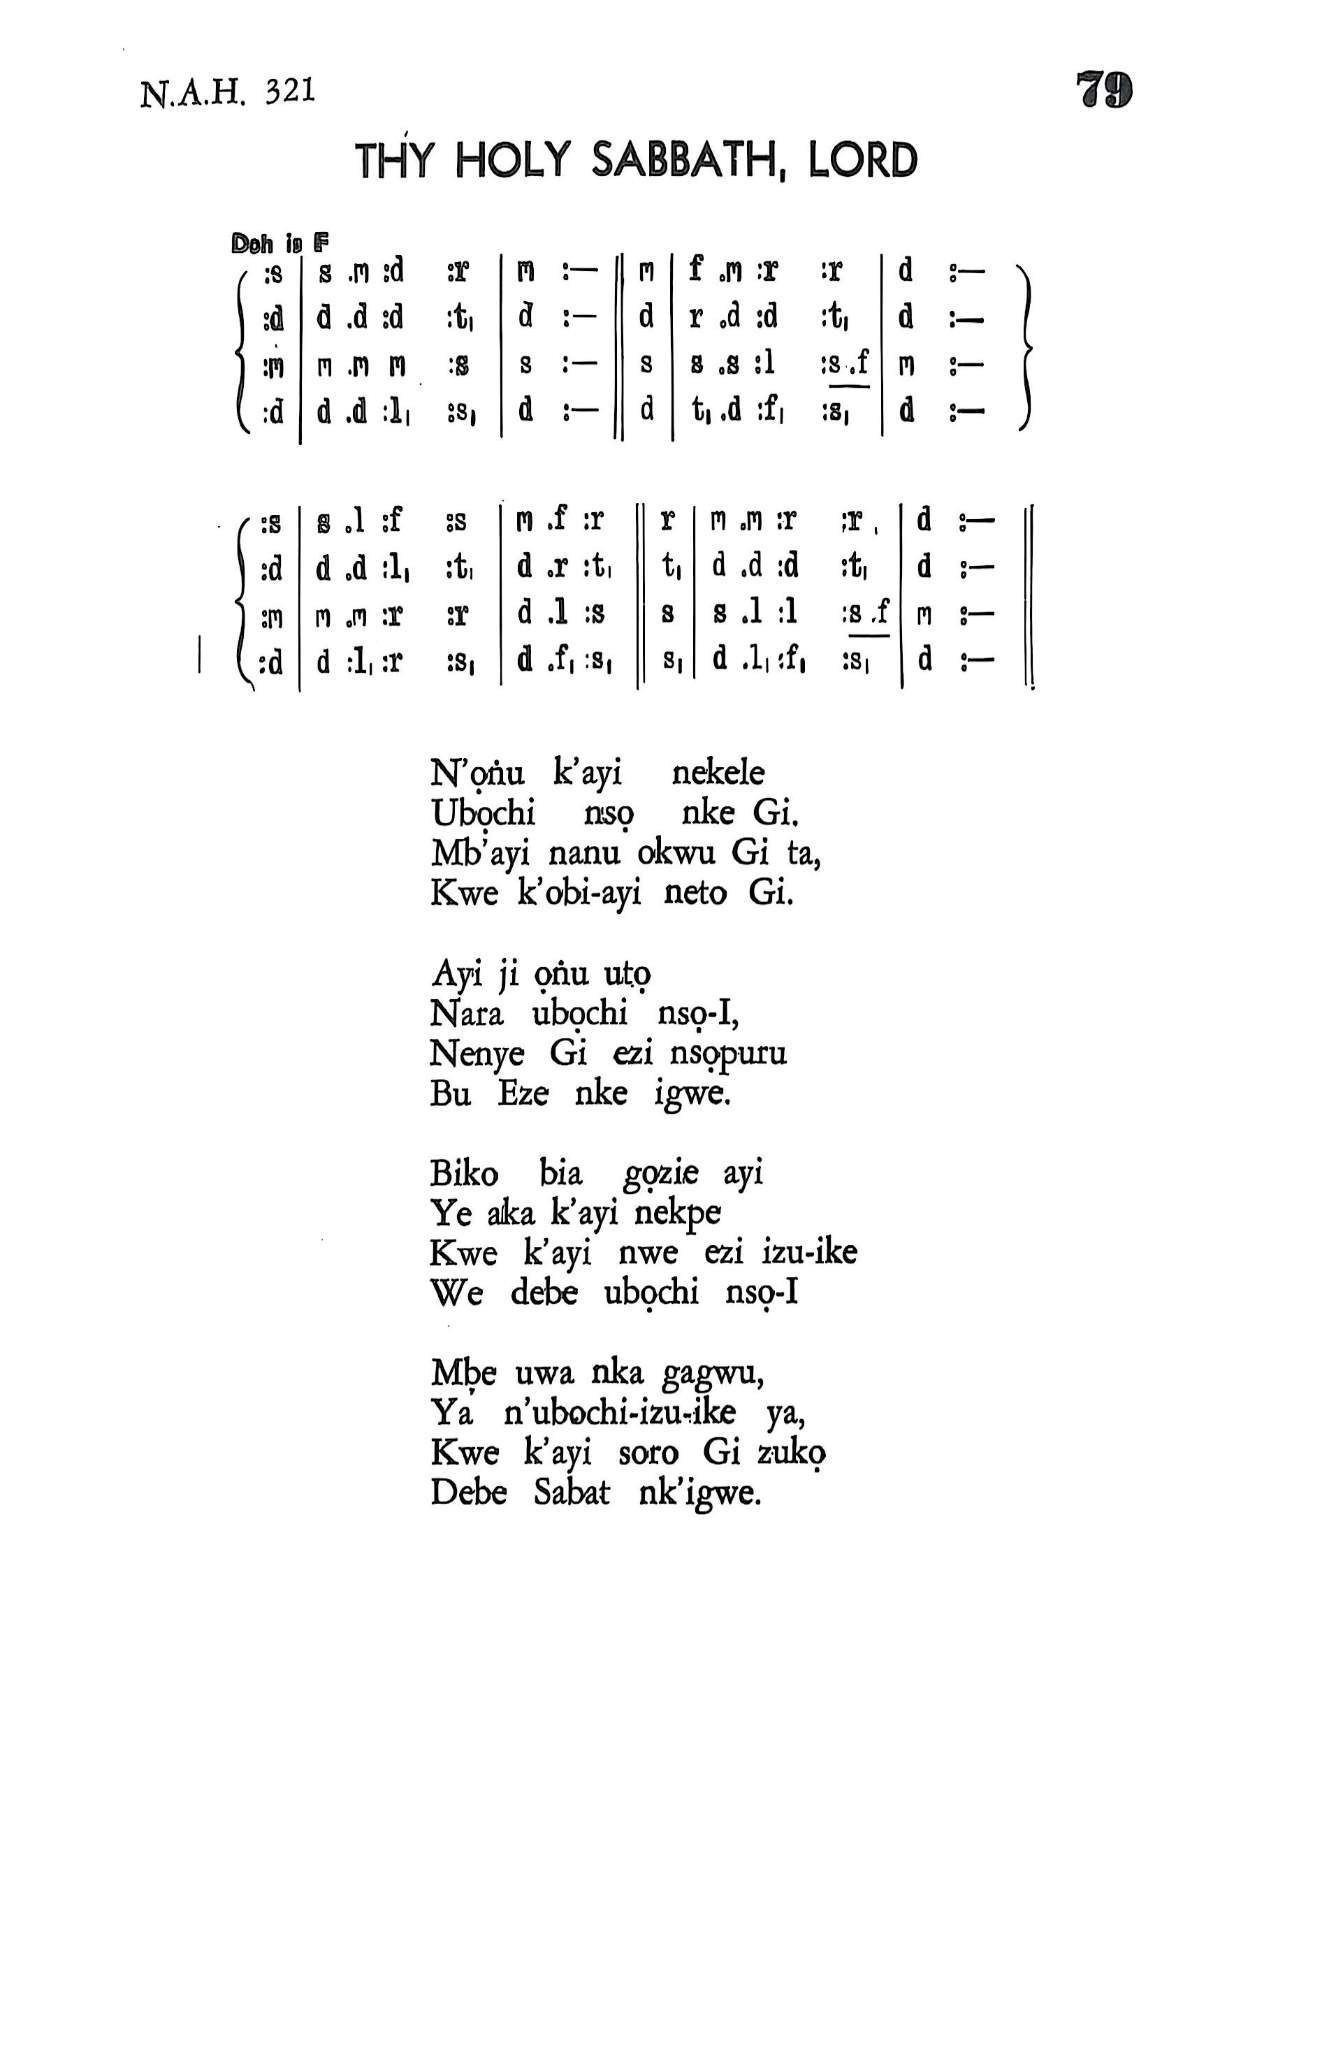 N.A.H. 321
79
THY HOLY SABBATH, LORD
Doh is F
:s | s .m :d :r | m :— || m | f .m :r :r | d :—
:d | d .d :d :t, | d :— || d | r .d :d :t, | d :—
:m | m .m m :s | s :— || s | s .s :l :s .f | m :—
:d | d .d :l, :s, | d :— || d | t, .d :f, :s, | d :—
:s | s .l :f :s | m .f :r || r | m .m :r :r | d :— ||
:d | d .d :l, :t, | d .r :t, || t, | d .d :d :t, | d :— ||
:m | m .m :r :r | d .l :s || s | s .l :l :s .f | m :— ||
:d | d :l, :r :s, | d .f, :s, || s, | d .l, :f, :s, | d :— ||
N’ọṅu k’ayi nekele
Ubọchi nsọ nke Gi.
Mb’ayi nanu okwu Gi ta,
Kwe k’obi-ayi neto Gi.
Ayi ji ọṅu utọ
Nara ubọchi nsọ-I,
Nenye Gi ezi nsọpuru
Bu Eze nke igwe.
Biko bia gọzie ayi
Ye aka k’ayi nekpe
Kwe k’ayi nwe ezi izu-ike
We debe ubọchi nsọ-I
Mḅe uwa nka gagwu,
Ya n’ubochi-izu-ike ya,
Kwe k’ayi soro Gi zukọ
Debe Sabat nk’igwe.